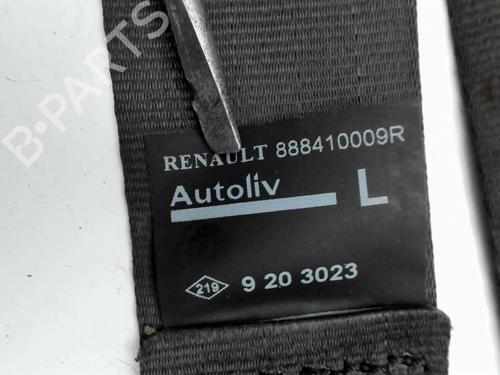 B-PARTS
RENAULT 888410009R
Autoliv L
219 9 20 3023